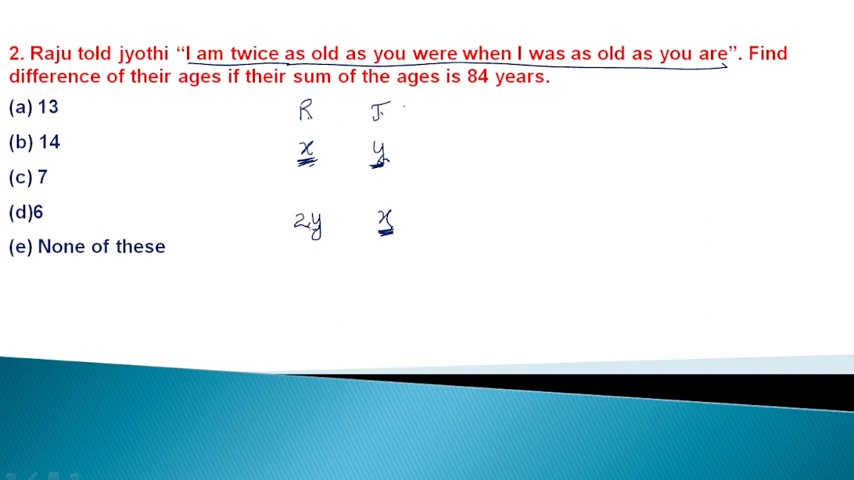 2. Raju told jyothi “I am twice as old as you were when I was as old as you are”. Find
difference of their ages if their sum of the ages is 84 years.
(a) 13
R J
(b) 14
x y
(c) 7
(d)6
2y x
(e) None of these